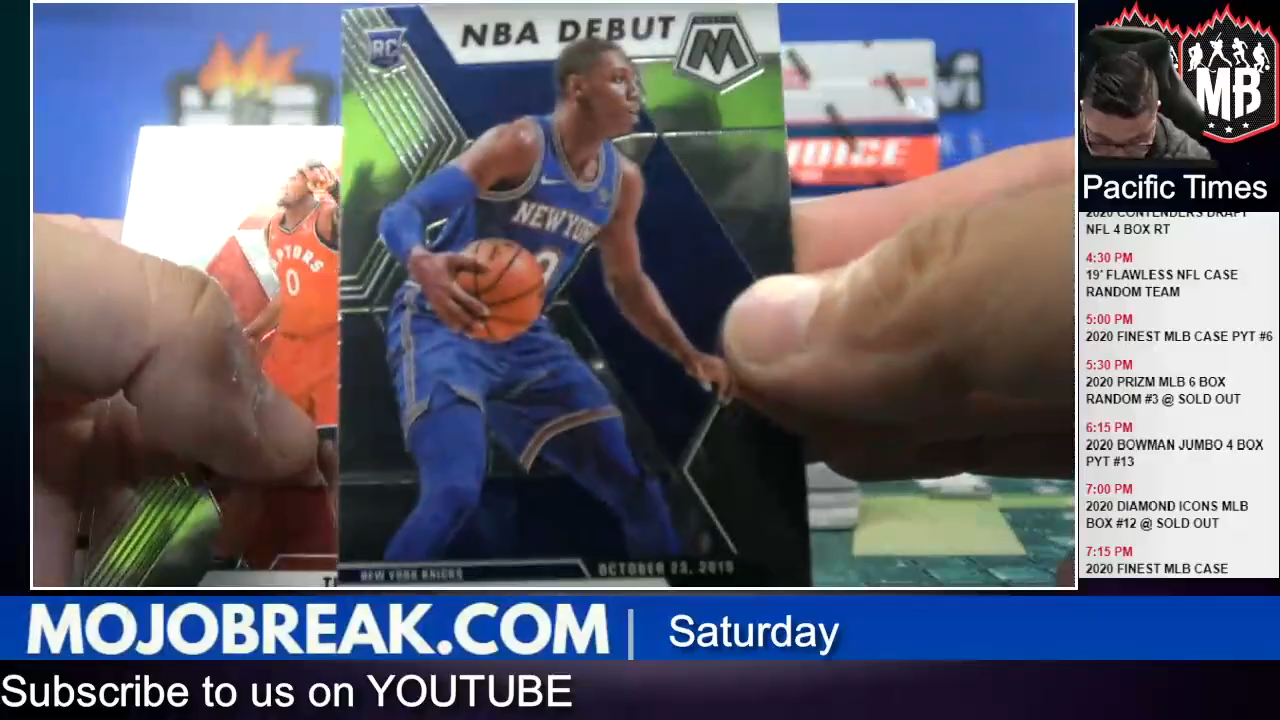 NBA DEBUT
RC
M
NEW YORK
RAPTORS
0
NEW YORK KNICKS
OCTOBER 23, 2019
MB
Pacific Times
2020 CONTENDERS DRAFT
NFL 4 BOX RT
4:30 PM
19' FLAWLESS NFL CASE
RANDOM TEAM
5:00 PM
2020 FINEST MLB CASE PYT #6
5:30 PM
2020 PRIZM MLB 6 BOX
RANDOM #3 @ SOLD OUT
6:15 PM
2020 BOWMAN JUMBO 4 BOX
PYT #13
7:00 PM
2020 DIAMOND ICONS MLB
BOX #12 @ SOLD OUT
7:15 PM
2020 FINEST MLB CASE
MOJOBREAK.COM | Saturday
Subscribe to us on YOUTUBE